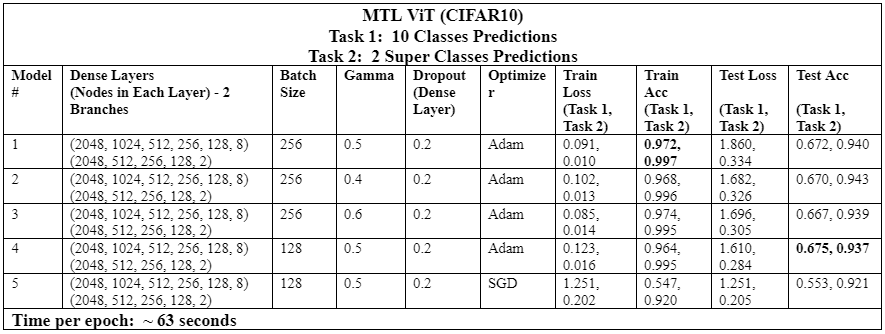 MTL ViT (CIFAR10)
Task 1: 10 Classes Predictions
Task 2: 2 Super Classes Predictions
Model # | Dense Layers (Nodes in Each Layer) - 2 Branches | Batch Size | Gamma | Dropout (Dense Layer) | Optimizer | Train Loss (Task 1, Task 2) | Train Acc (Task 1, Task 2) | Test Loss (Task 1, Task 2) | Test Acc (Task 1, Task 2)
1 | (2048, 1024, 512, 256, 128, 8) (2048, 512, 256, 128, 2) | 256 | 0.5 | 0.2 | Adam | 0.091, 0.010 | 0.972, 0.997 | 1.860, 0.334 | 0.672, 0.940
2 | (2048, 1024, 512, 256, 128, 8) (2048, 512, 256, 128, 2) | 256 | 0.4 | 0.2 | Adam | 0.102, 0.013 | 0.968, 0.996 | 1.682, 0.326 | 0.670, 0.943
3 | (2048, 1024, 512, 256, 128, 8) (2048, 512, 256, 128, 2) | 256 | 0.6 | 0.2 | Adam | 0.085, 0.014 | 0.974, 0.995 | 1.696, 0.305 | 0.667, 0.939
4 | (2048, 1024, 512, 256, 128, 8) (2048, 512, 256, 128, 2) | 128 | 0.5 | 0.2 | Adam | 0.123, 0.016 | 0.964, 0.995 | 1.610, 0.284 | 0.675, 0.937
5 | (2048, 1024, 512, 256, 128, 8) (2048, 512, 256, 128, 2) | 128 | 0.5 | 0.2 | SGD | 1.251, 0.202 | 0.547, 0.920 | 1.251, 0.205 | 0.553, 0.921
Time per epoch: ~ 63 seconds